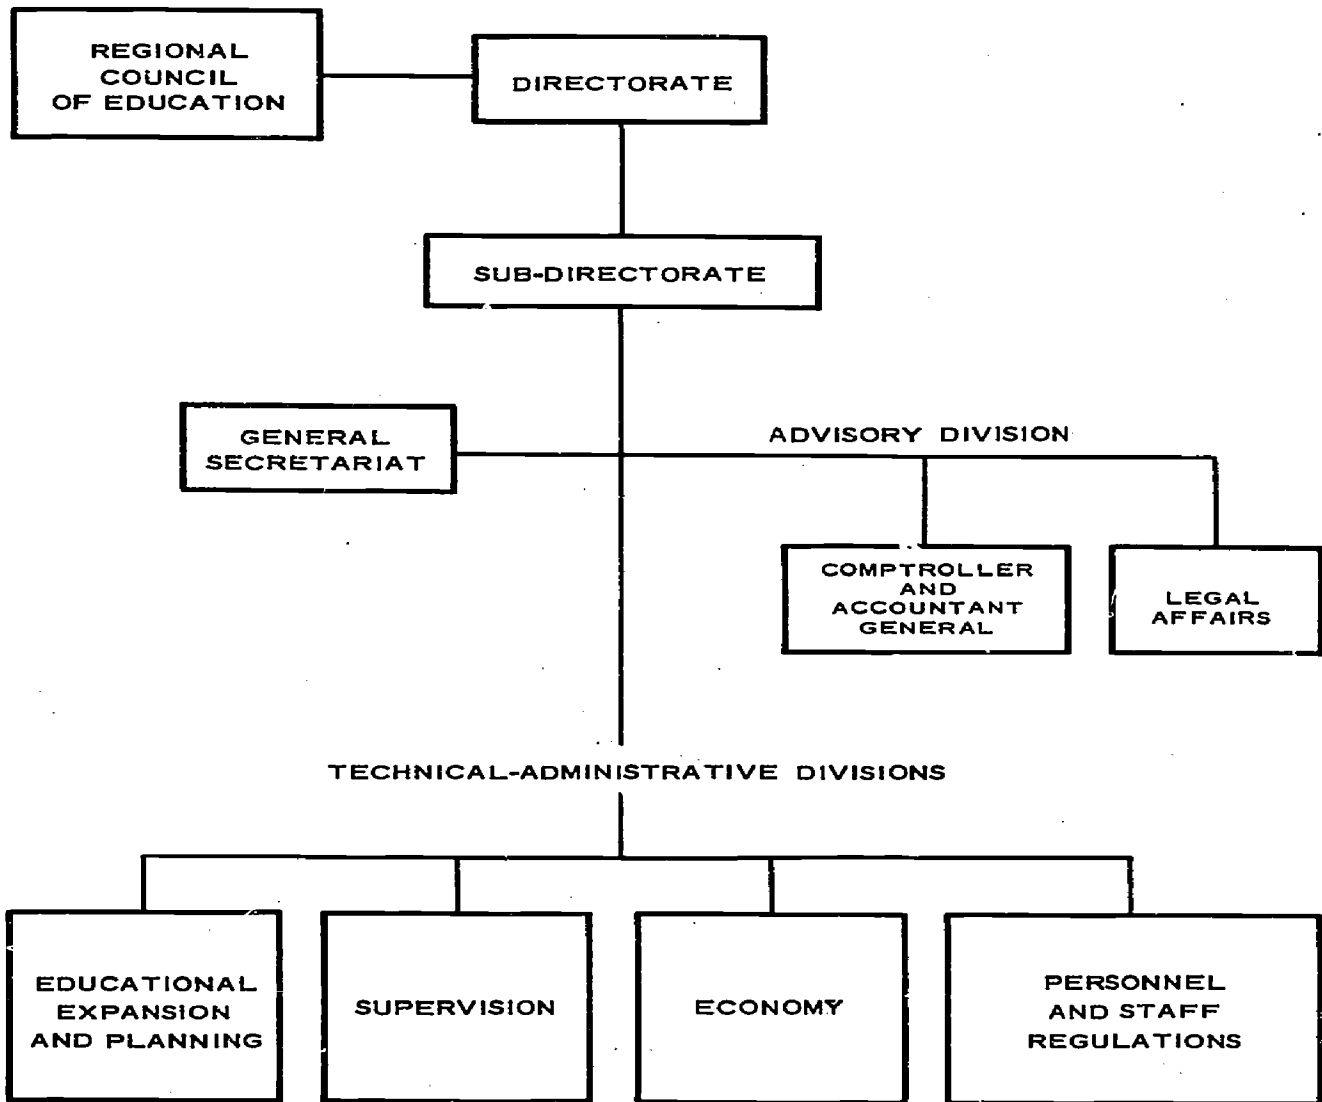 REGIONAL
COUNCIL
OF EDUCATION
DIRECTORATE
SUB-DIRECTORATE
GENERAL
SECRETARIAT
ADVISORY DIVISION
COMPTROLLER
AND
ACCOUNTANT
GENERAL
LEGAL
AFFAIRS
TECHNICAL-ADMINISTRATIVE DIVISIONS
EDUCATIONAL
EXPANSION
AND PLANNING
SUPERVISION
ECONOMY
PERSONNEL
AND STAFF
REGULATIONS